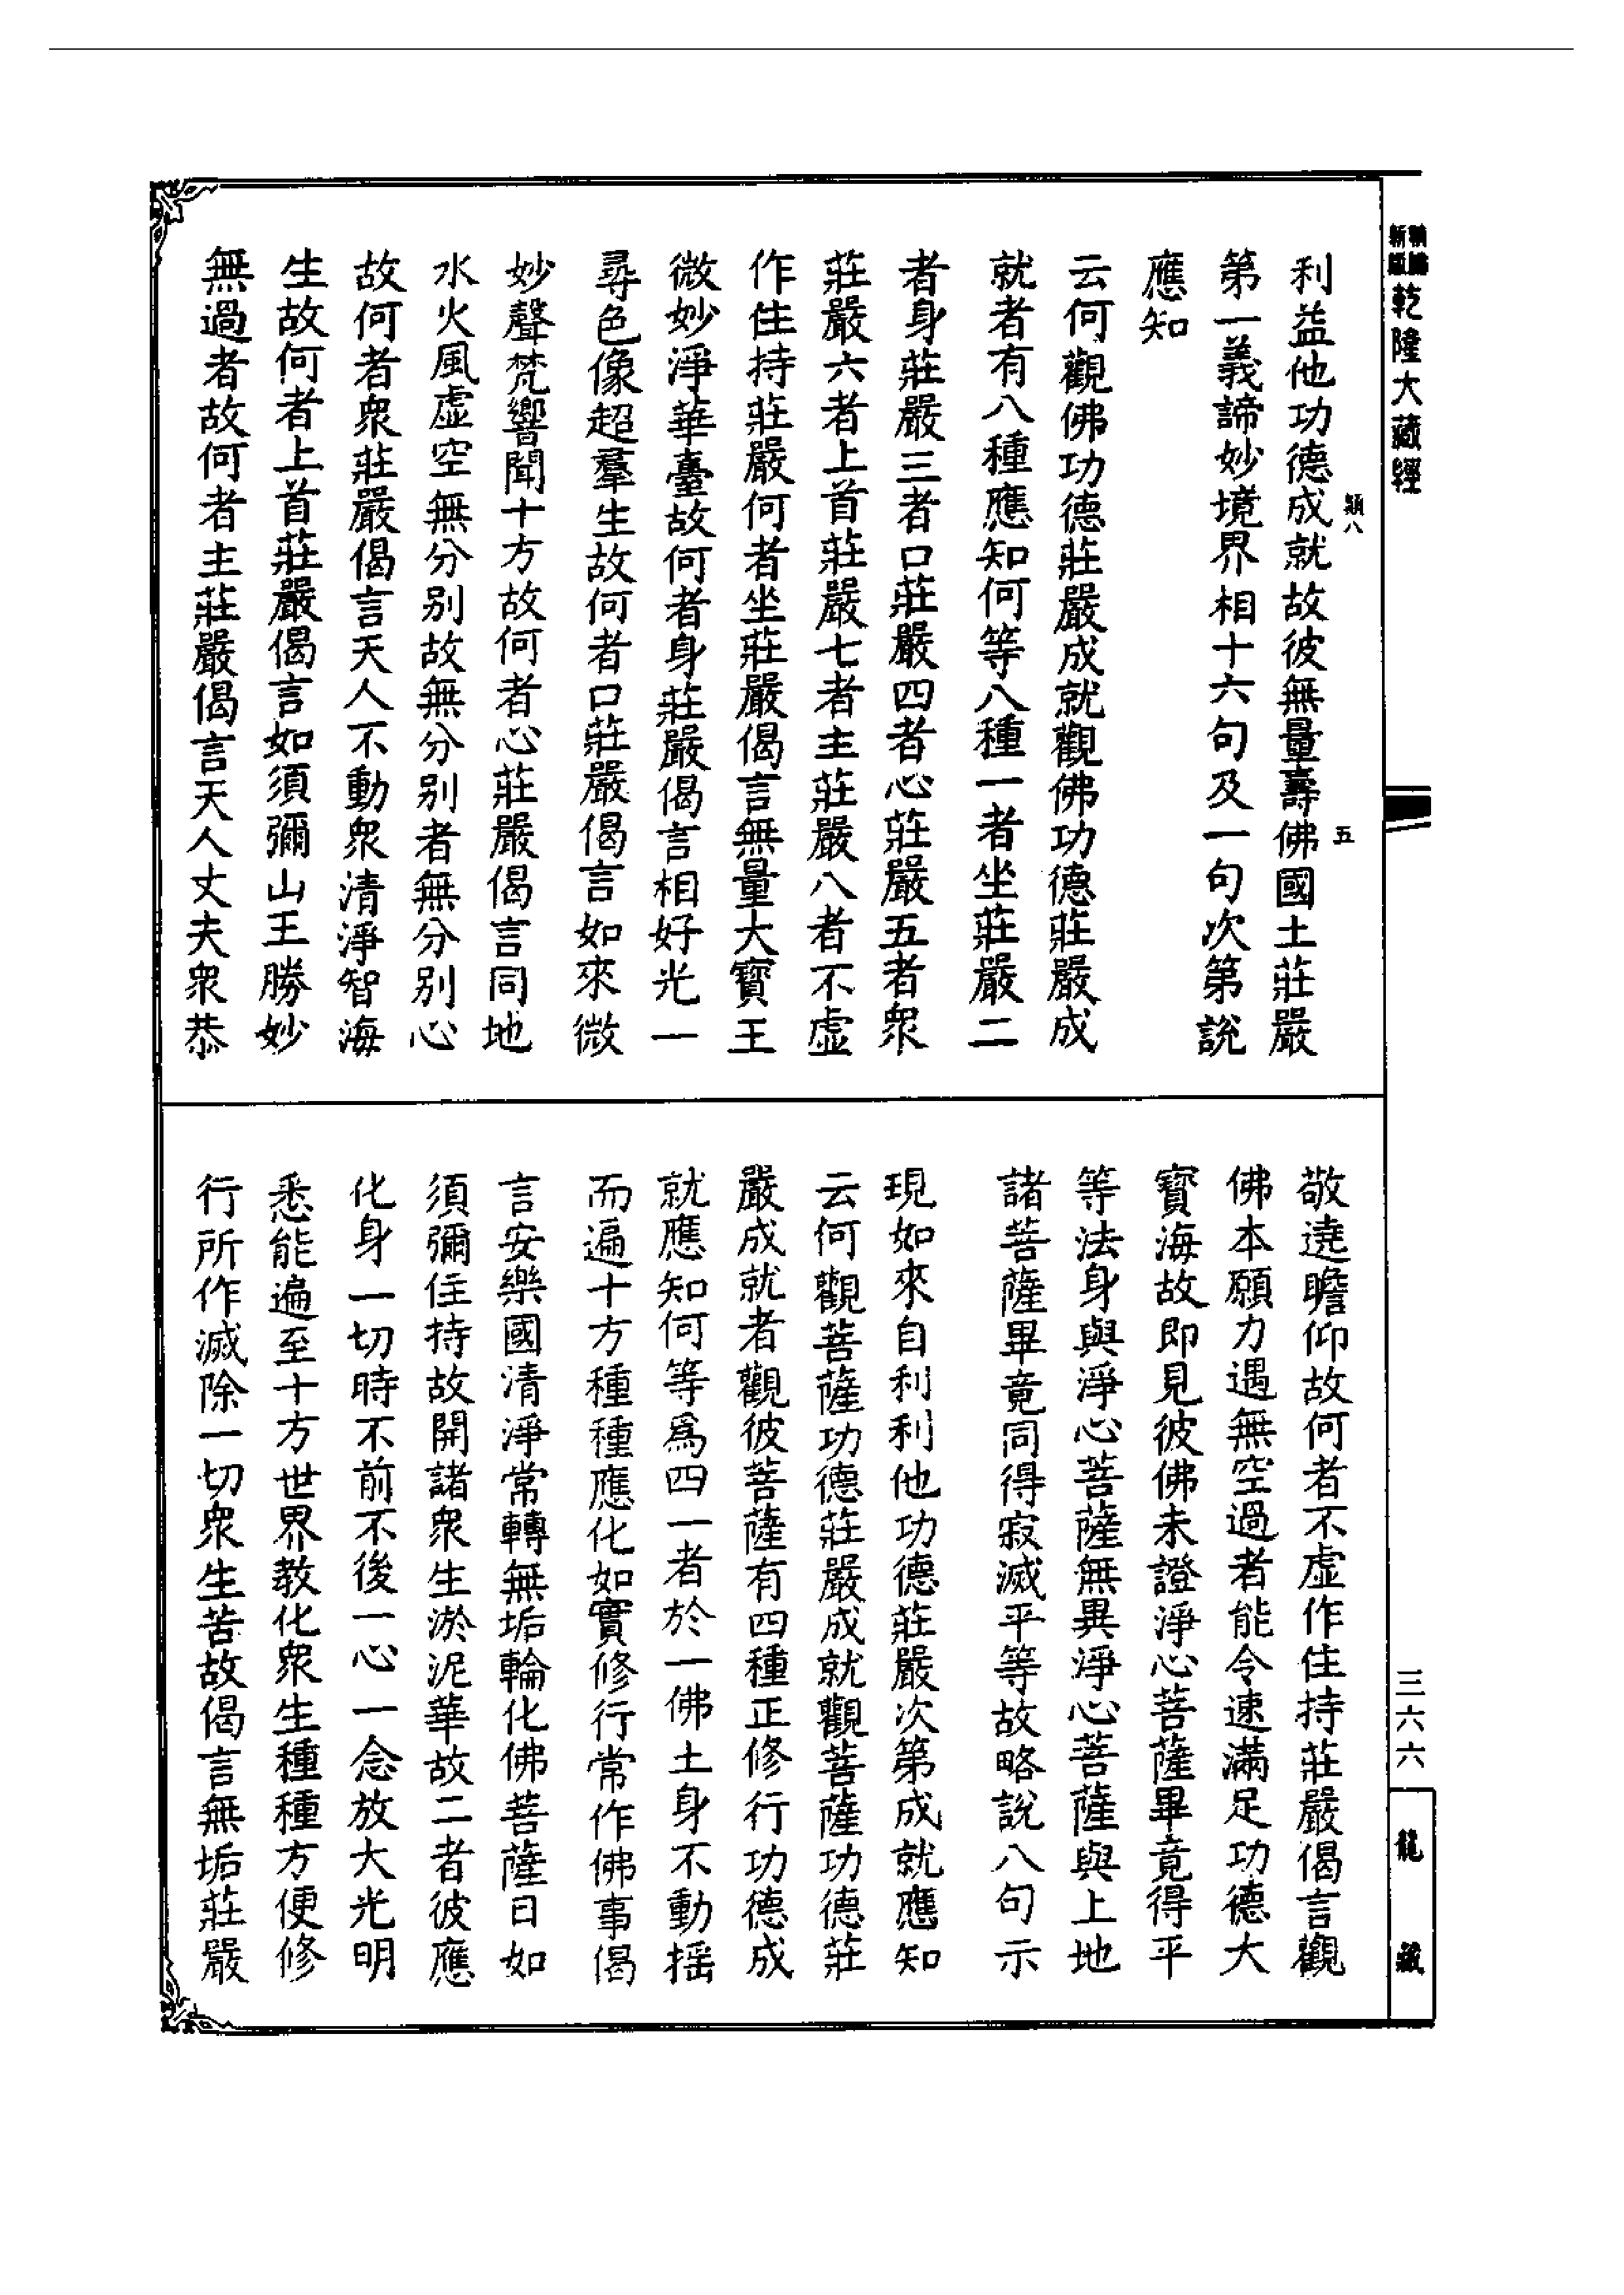 乾隆大藏經
穎八
五
利益他功德成就故彼無量壽佛國土莊嚴
第一義諦妙境界相十六句及一句次第說
應知
云何觀佛功德莊嚴成就觀佛功德莊嚴成
就者有八種應知何等八種一者坐莊嚴二
者身莊嚴三者口莊嚴四者心莊嚴五者衆
莊嚴六者上首莊嚴七者主莊嚴八者不虛
作住持莊嚴何者坐莊嚴偈言無量大寶王
微妙淨華臺故何者身莊嚴偈言相好光一
尋色像超羣生故何者口莊嚴偈言如來微
妙聲梵響聞十方故何者心莊嚴偈言同地
水火風虛空無分別故無分別者無分別心
故何者衆莊嚴偈言天人不動衆清淨智海
生故何者上首莊嚴偈言如須彌山王勝妙
無過者故何者主莊嚴偈言天人丈夫衆恭
敬遶瞻仰故何者不虛作住持莊嚴偈言觀
佛本願力遇無空過者能令速滿足功德大
寶海故即見彼佛未證淨心菩薩畢竟得平
等法身與淨心菩薩無異淨心菩薩與上地
諸菩薩畢竟同得寂滅平等故略說八句示
現如來自利利他功德莊嚴次第成就應知
云何觀菩薩功德莊嚴成就觀菩薩功德莊
嚴成就者觀彼菩薩有四種正修行功德成
就應知何等爲四一者於一佛土身不動揺
而遍十方種種應化如實修行常作佛事偈
言安樂國清淨常轉無垢輪化佛菩薩日如
須彌住持故開諸衆生淤泥華故二者彼應
化身一切時不前不後一心一念放大光明
悉能遍至十方世界教化衆生種種方便修
行所作滅除一切衆生苦故偈言無垢莊嚴
三六六
龍藏